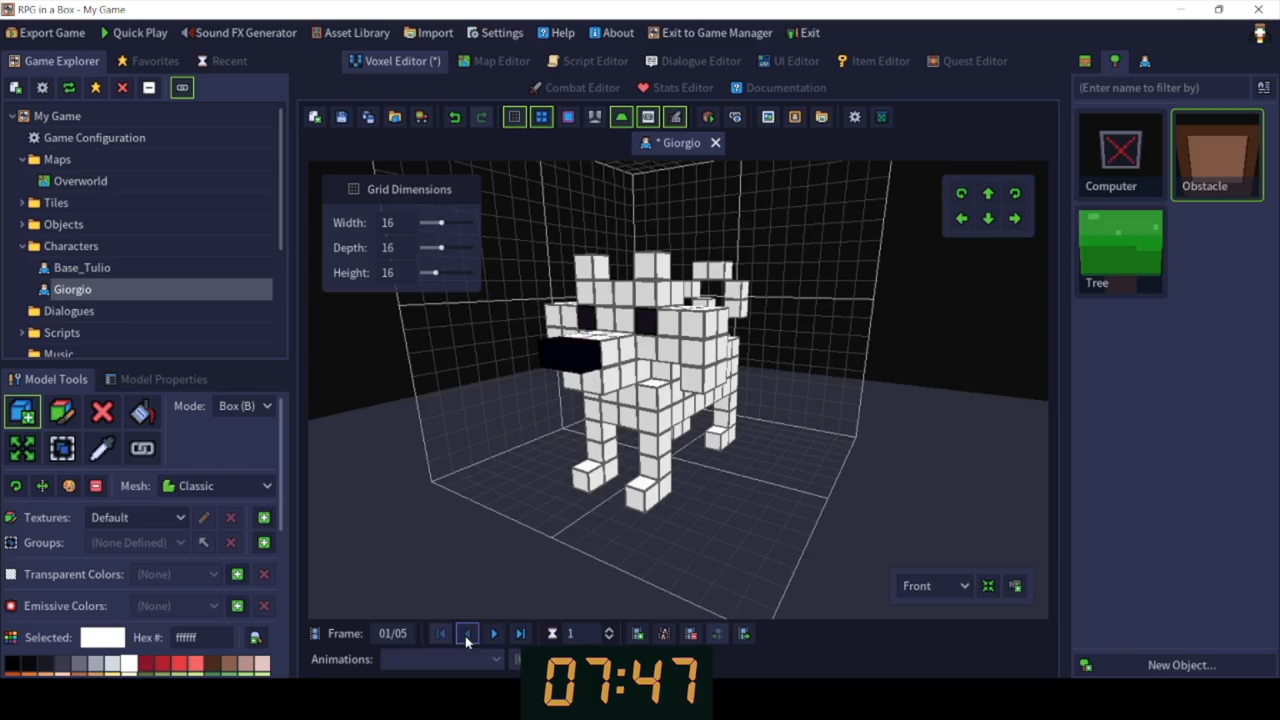 RPG in a Box - My Game
Export Game Quick Play Sound FX Generator Asset Library Import Settings Help About Exit to Game Manager Exit
Game Explorer Favorites Recent
Voxel Editor (*) Map Editor Script Editor Dialogue Editor UI Editor Item Editor Quest Editor
Combat Editor Stats Editor Documentation
(Enter name to filter by)
My Game
Game Configuration
Maps
Overworld
Tiles
Objects
Characters
Base_Tulio
Giorgio
Dialogues
Scripts
Music
* Giorgio
Grid Dimensions
Width: 16
Depth: 16
Height: 16
Computer
Obstacle
Tree
Model Tools Model Properties
Mode: Box (B)
Mesh: Classic
Textures: Default
Groups: (None Defined)
Transparent Colors: (None)
Emissive Colors: (None)
Selected: Hex #: ffffff
Front
Frame: 01/05 1
Animations:
New Object...
07:47